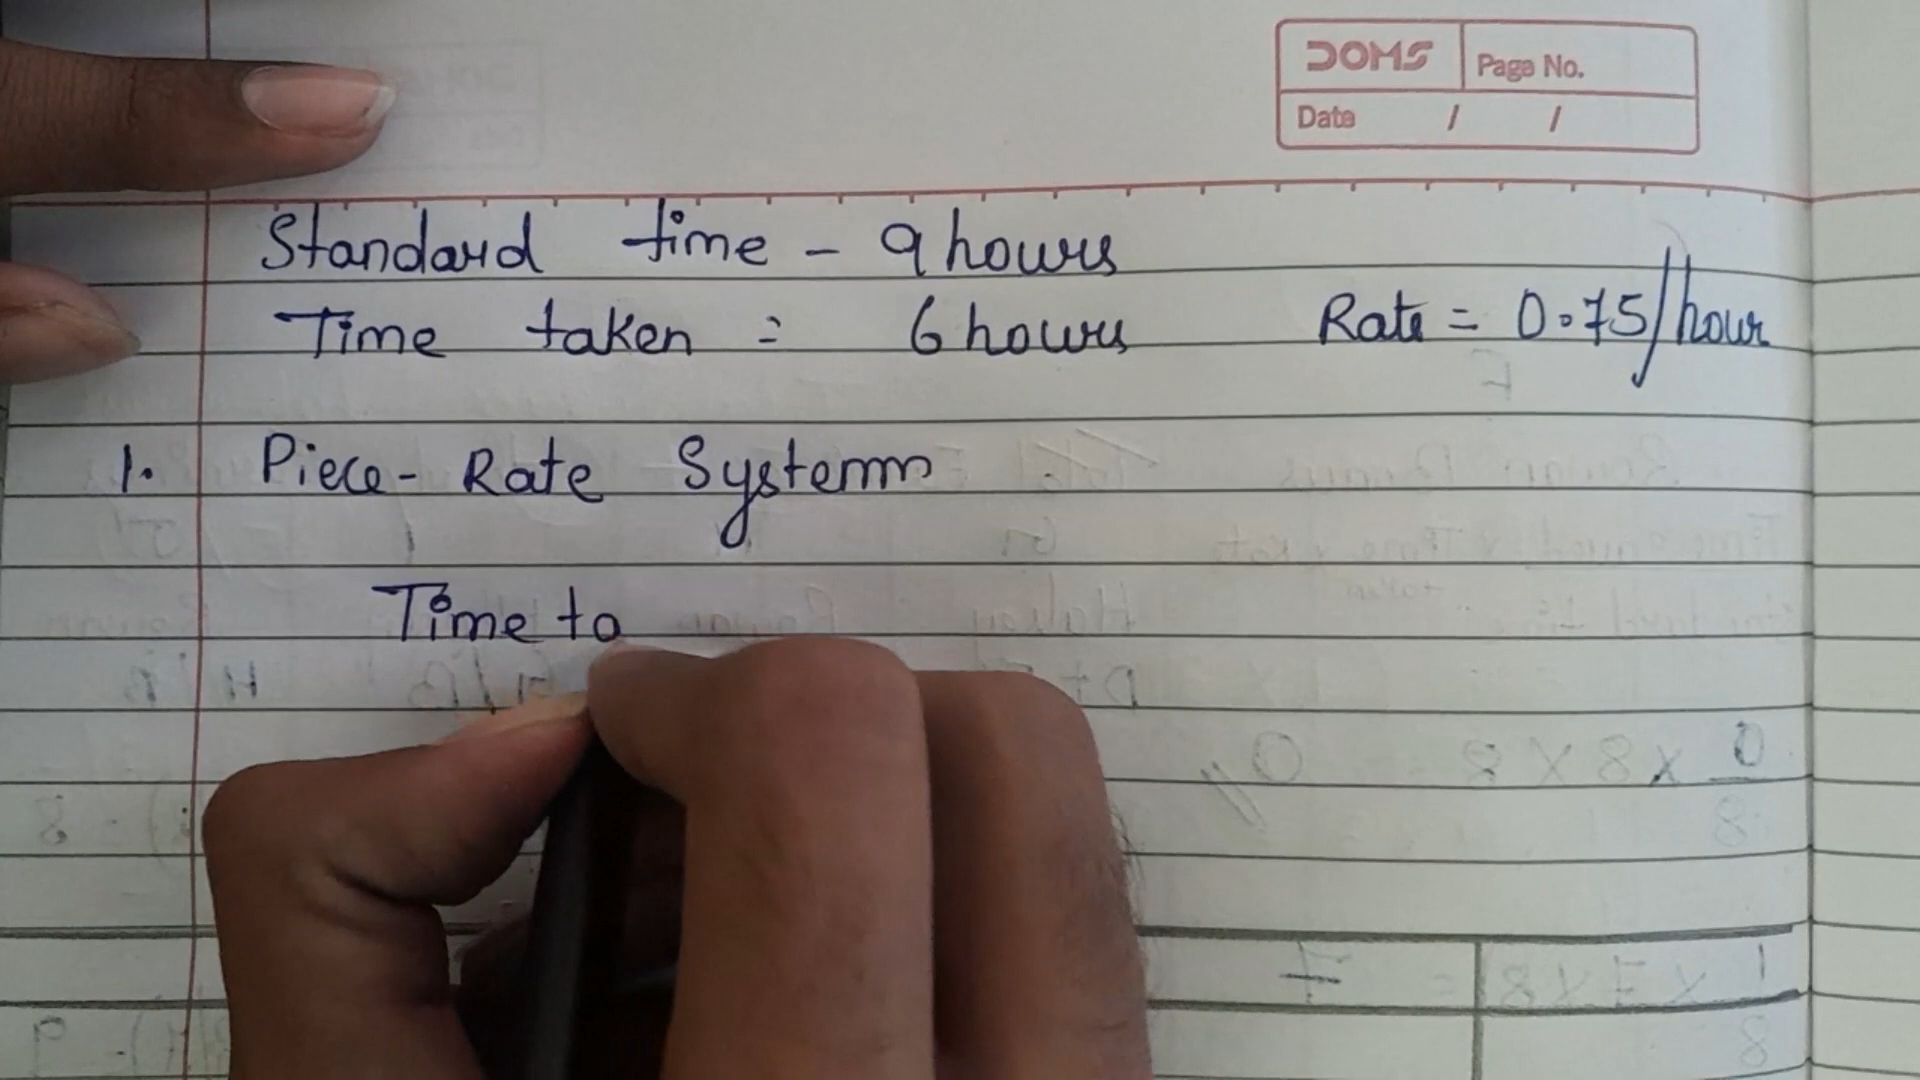 DOMS Page No.
Date / /
Standard time - 9 hours
Time taken = 6 hours Rate = 0.75/hour
1. Piece-Rate System
Time to